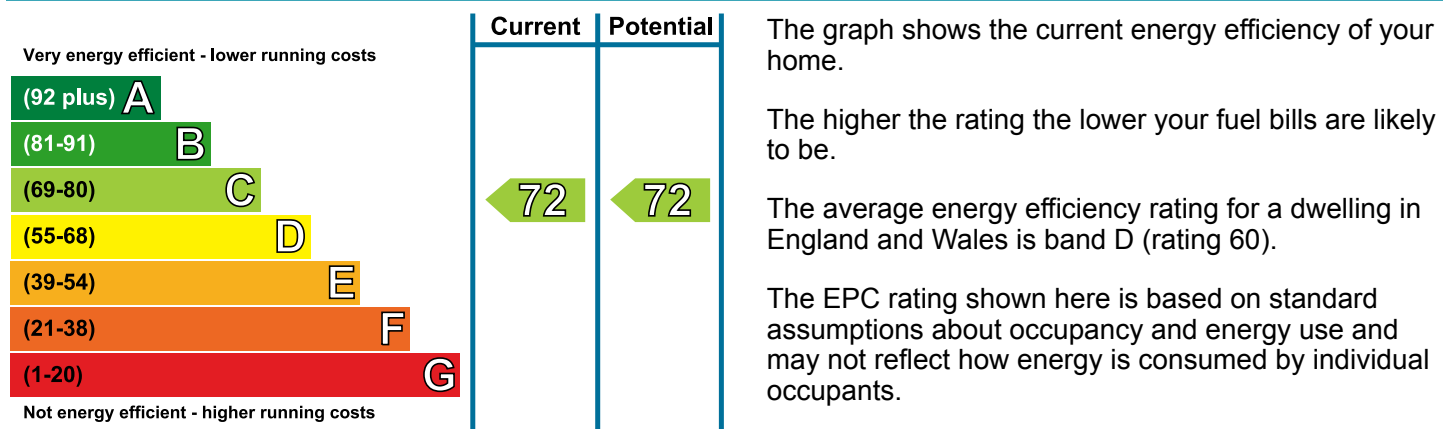 Current Potential
Very energy efficient - lower running costs
(92 plus) A
(81-91) B
(69-80) C
72 72
(55-68) D
(39-54) E
(21-38) F
(1-20) G
Not energy efficient - higher running costs
The graph shows the current energy efficiency of your
home.
The higher the rating the lower your fuel bills are likely
to be.
The average energy efficiency rating for a dwelling in
England and Wales is band D (rating 60).
The EPC rating shown here is based on standard
assumptions about occupancy and energy use and
may not reflect how energy is consumed by individual
occupants.